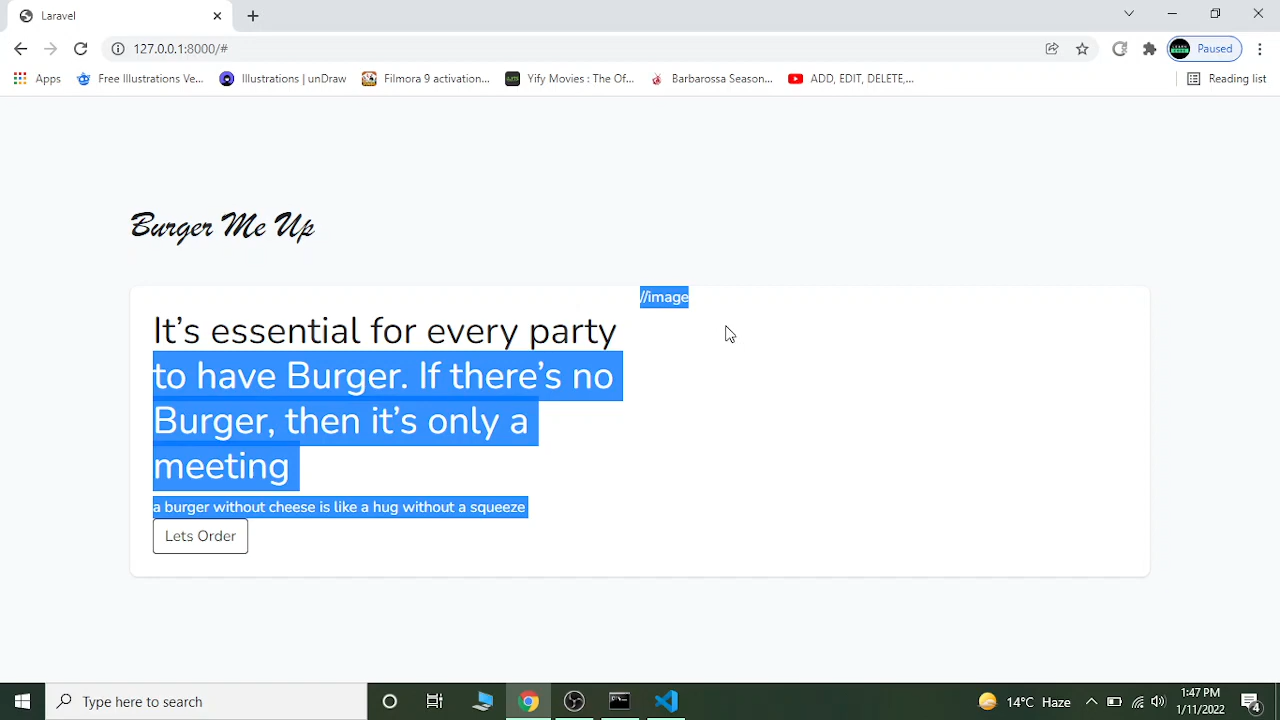 Laravel
127.0.0.1:8000/#
Paused
Apps
Free Illustrations Ve...
Illustrations | unDraw
Filmora 9 activation...
Yify Movies : The Of...
Barbarossa Season...
ADD, EDIT, DELETE,...
Reading list
Burger Me Up
//image
It’s essential for every party
to have Burger. If there’s no
Burger, then it’s only a
meeting
a burger without cheese is like a hug without a squeeze
Lets Order
Type here to search
14°C Haze
1:47 PM
1/11/2022
4